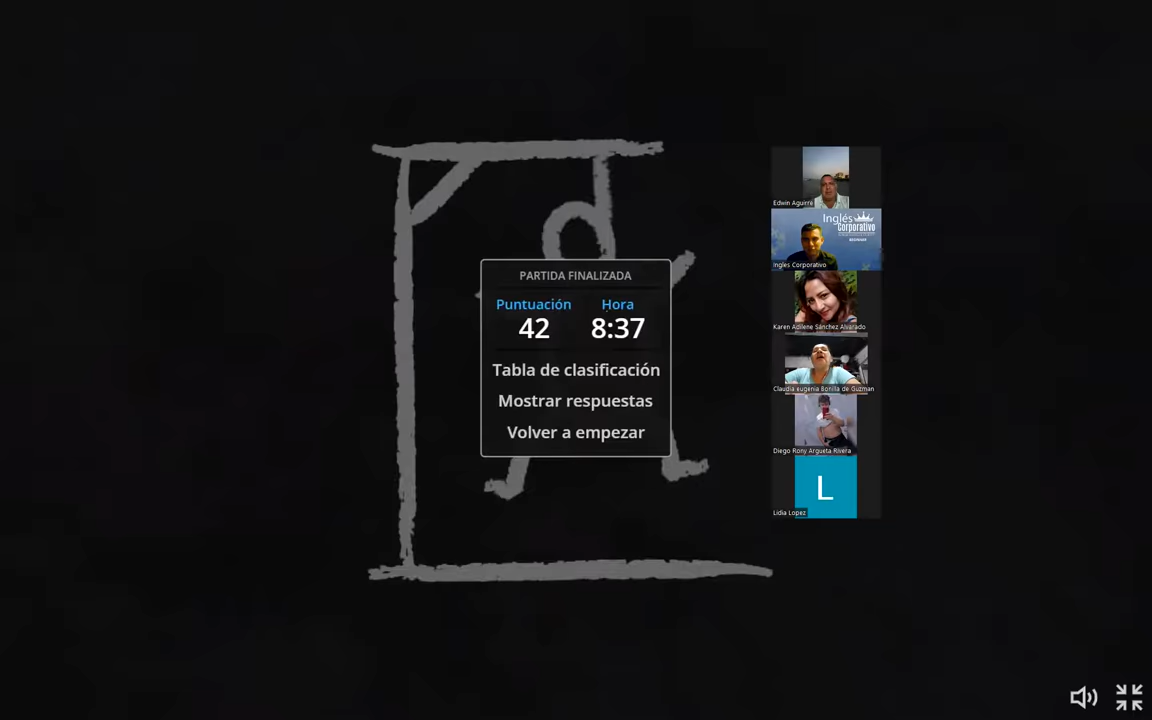 PARTIDA FINALIZADA
Puntuación Hora
42 8:37
Tabla de clasificación
Mostrar respuestas
Volver a empezar
Edwin Aguirre
Inglés
Corporativo
Ingles Corporativo
Karen Adilene Sánchez Alvarado
Claudia eugenia Bonilla de Guzman
Diego Rony Argueta Rivera
L
Lidia Lopez